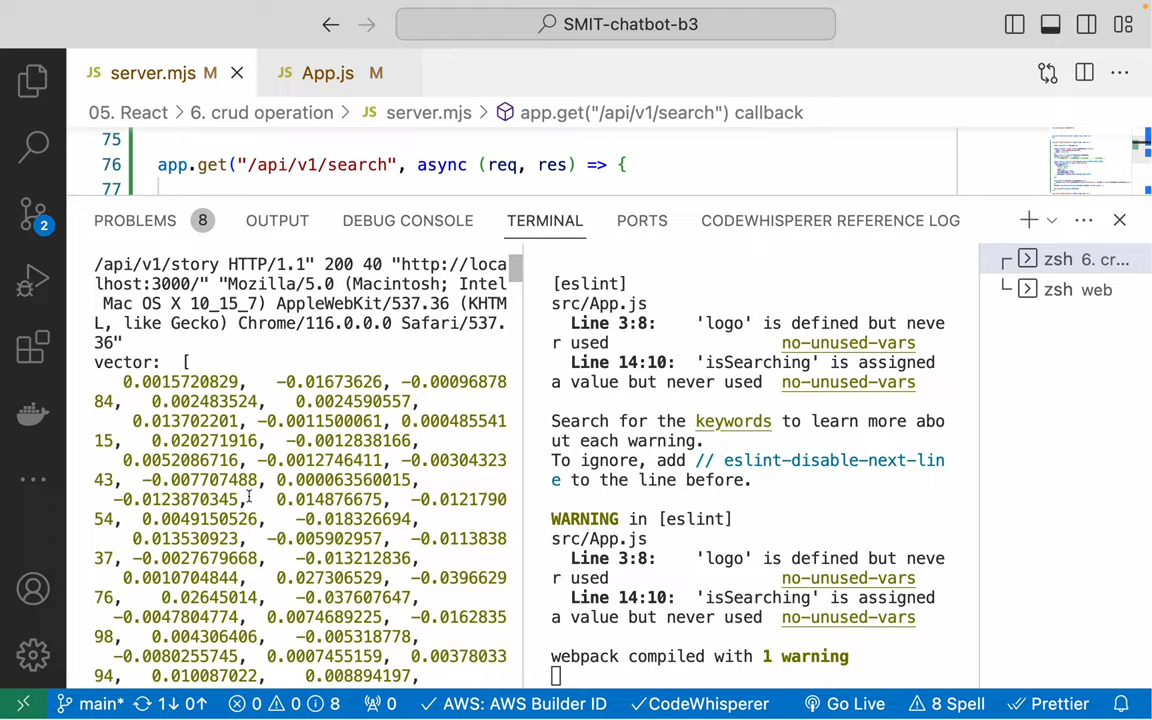 SMIT-chatbot-b3
JS server.mjs M
JS App.js M
05. React > 6. crud operation > JS server.mjs > app.get("/api/v1/search") callback
75
76 app.get("/api/v1/search", async (req, res) => {
77
PROBLEMS 8 OUTPUT DEBUG CONSOLE TERMINAL PORTS CODEWHISPERER REFERENCE LOG
/api/v1/story HTTP/1.1" 200 40 "http://loca
lhost:3000/" "Mozilla/5.0 (Macintosh; Intel
Mac OS X 10_15_7) AppleWebKit/537.36 (KHTM
L, like Gecko) Chrome/116.0.0.0 Safari/537.
36"
vector: [
0.0015720829, -0.01673626, -0.00096878
84, 0.002483524, 0.0024590557,
0.013702201, -0.0011500061, 0.000485541
15, 0.020271916, -0.0012838166,
0.0052086716, -0.0012746411, -0.00304323
43, -0.007707488, 0.000063560015,
-0.0123870345, 0.014876675, -0.0121790
54, 0.0049150526, -0.018326694,
0.013530923, -0.005902957, -0.0113838
37, -0.0027679668, -0.013212836,
0.0010704844, 0.027306529, -0.0396629
76, 0.02645014, -0.037607647,
-0.0047804774, 0.0074689225, -0.0162835
98, 0.004306406, -0.005318778,
-0.0080255745, 0.0007455159, 0.00378033
94, 0.010087022, 0.008894197,
[eslint]
src/App.js
Line 3:8: 'logo' is defined but neve
r used no-unused-vars
Line 14:10: 'isSearching' is assigned
a value but never used no-unused-vars
Search for the keywords to learn more abo
ut each warning.
To ignore, add // eslint-disable-next-lin
e to the line before.
WARNING in [eslint]
src/App.js
Line 3:8: 'logo' is defined but neve
r used no-unused-vars
Line 14:10: 'isSearching' is assigned
a value but never used no-unused-vars
webpack compiled with 1 warning
zsh 6. cr...
zsh web
2
main* 1↓ 0↑ 0 0 8 0 AWS: AWS Builder ID CodeWhisperer Go Live 8 Spell Prettier